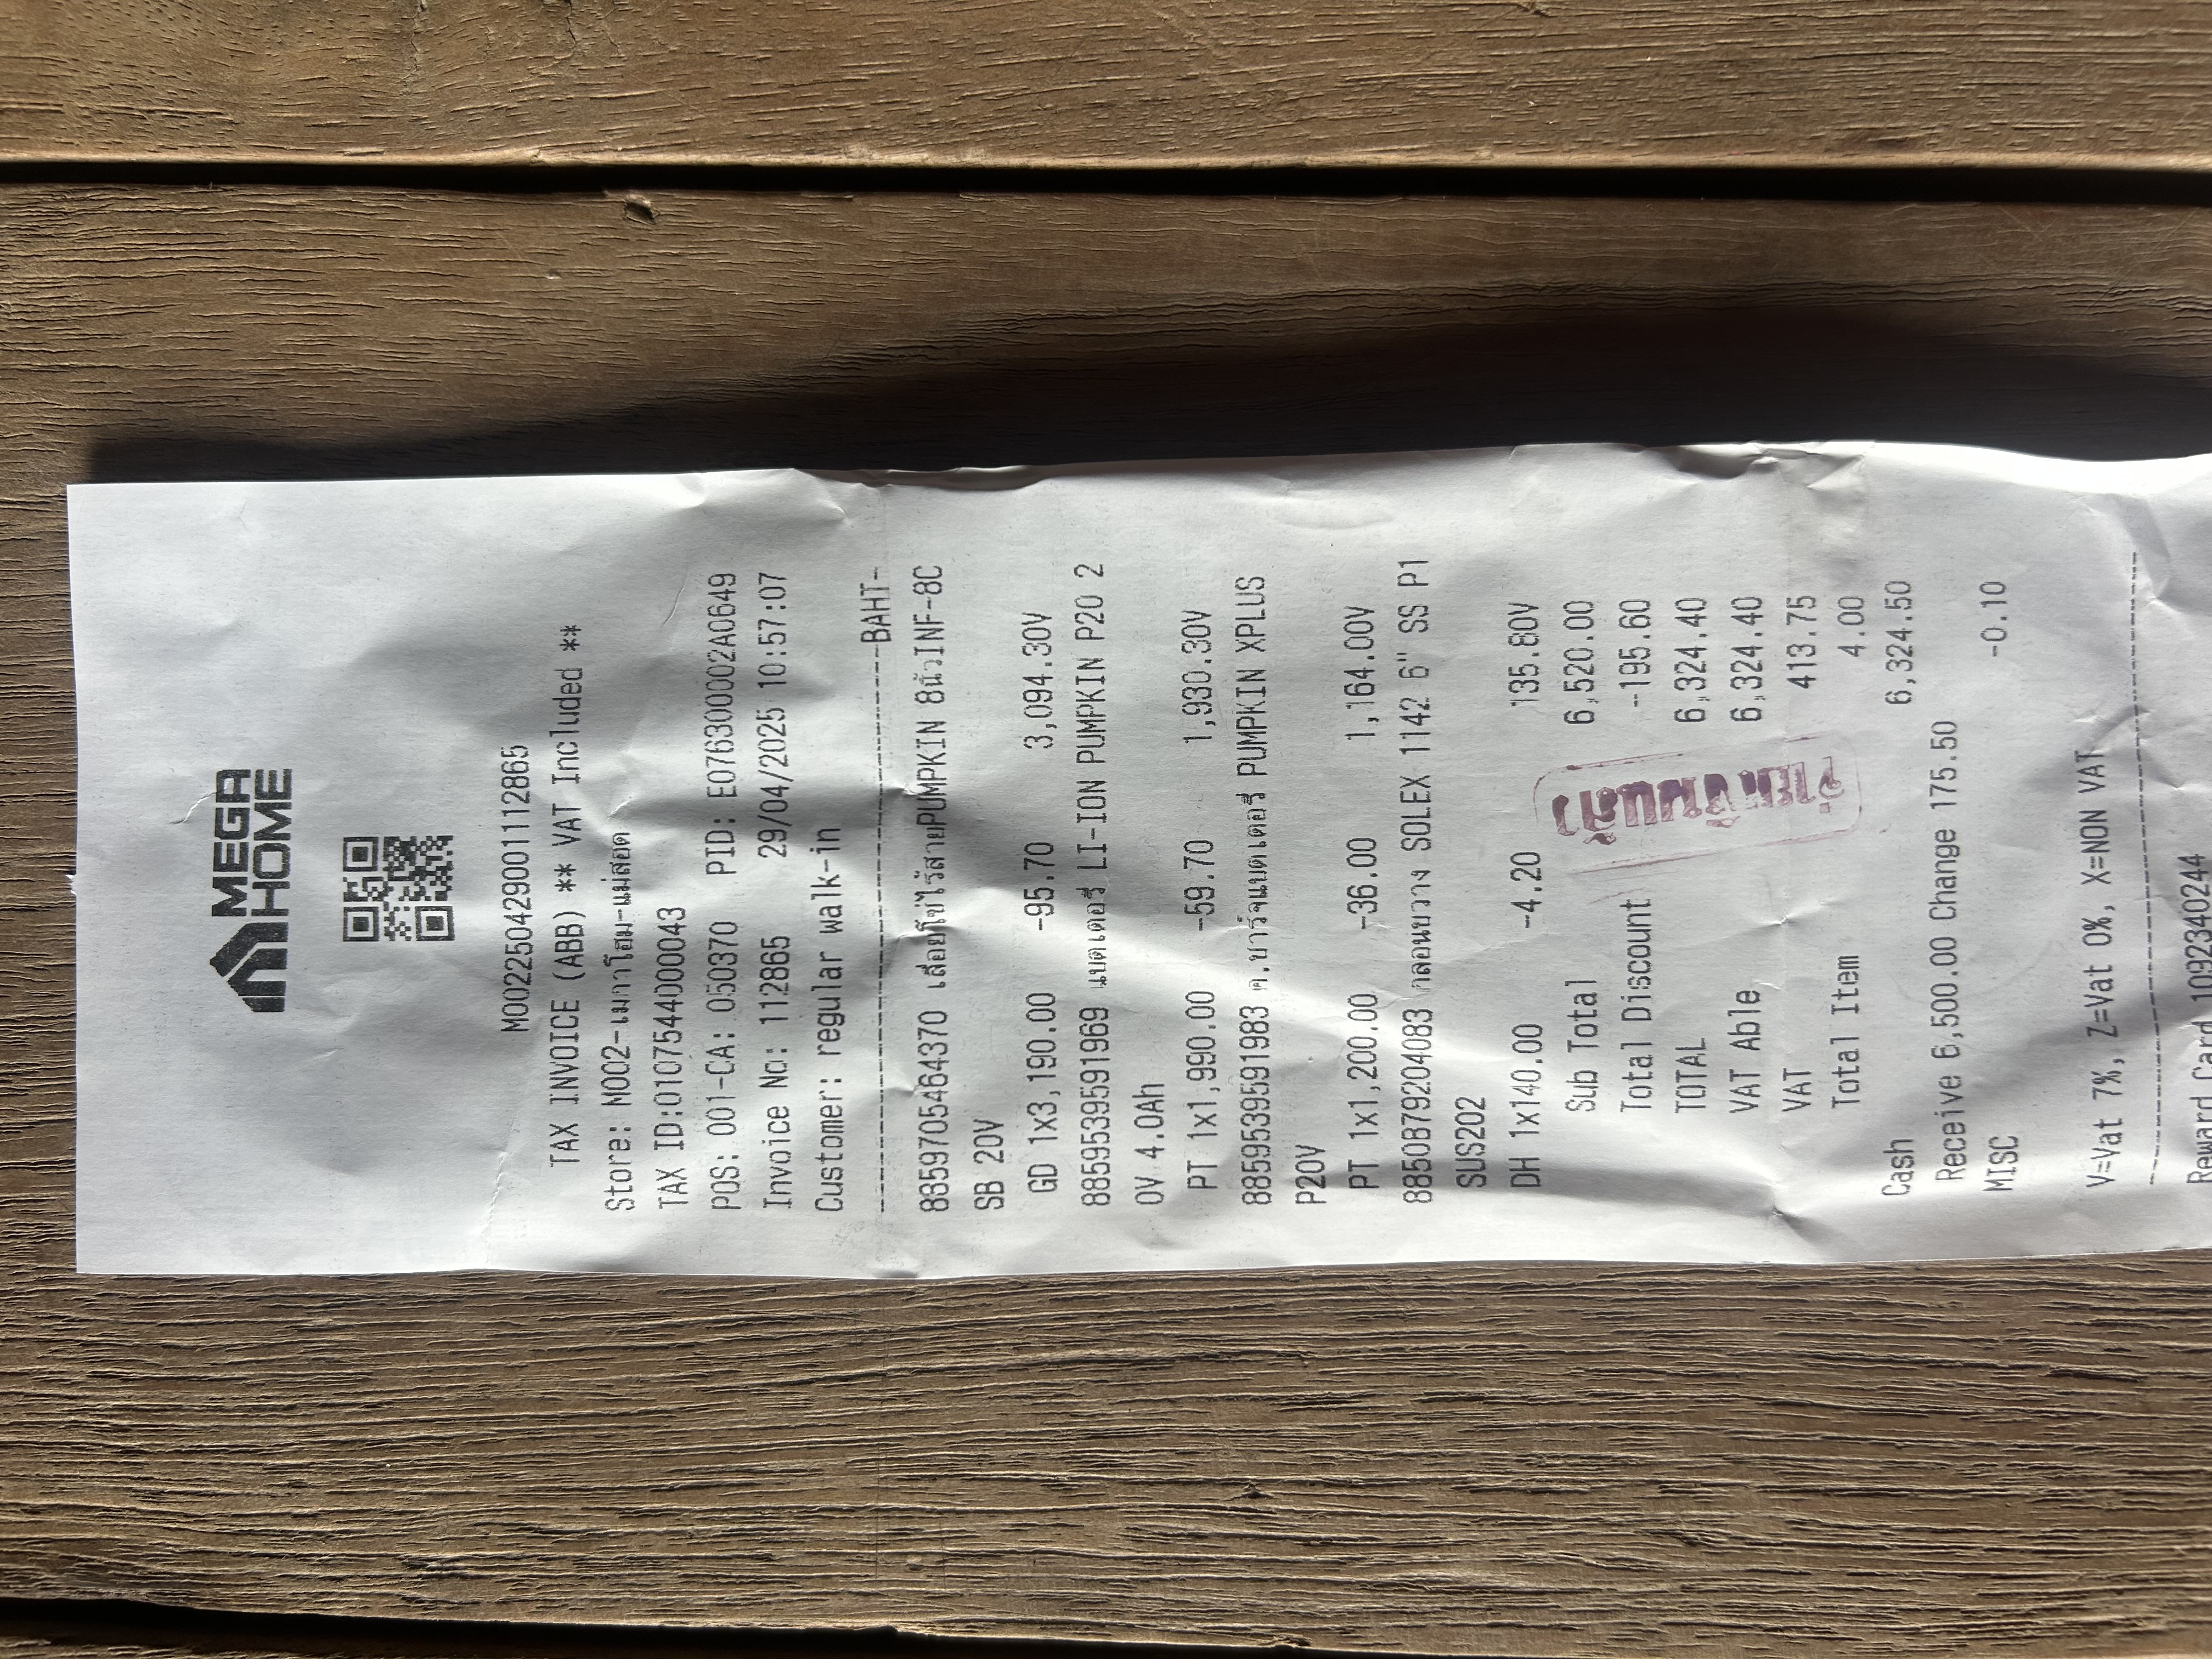 MEGA
HOME
M002250429001112865
TAX INVOICE (ABB) ** VAT Included **
Store: M002-เมกาโฮม-แม่สอด
TAX ID:0107544000043
POS: 001-CA: 050370 PID: E076300002A0649
Invoice No: 112865 29/04/2025 10:57:07
Customer: regular walk-in
-BAHT-
8859705464370 เลื่อยโซ่ไร้สายPUMPKIN 8นิ้วINF-8C
SB 20V
GD 1x3,190.00 -95.70 3,094.30V
8859539591969 แบตเตอรี่ LI-ION PUMPKIN P20 2
0V 4.0Ah
PT 1x1,990.00 -59.70 1,930.30V
8859539591983 ค.ชาร์จแบตเตอรี่ PUMPKIN XPLUS
P20V
PT 1x1,200.00 -36.00 1,164.00V
8850879204083 กลอนขวาง SOLEX 1142 6" SS P1
SUS202
DH 1x140.00 -4.20 135.80V
Sub Total 6,520.00
Total Discount -195.60
TOTAL 6,324.40
VAT Able 6,324.40
VAT 413.75
Total Item 4.00
Cash 6,324.50
Receive 6,500.00 Change 175.50
MISC -0.10
V=Vat 7%, Z=Vat 0%, X=NON VAT
Reward Card 1092340244